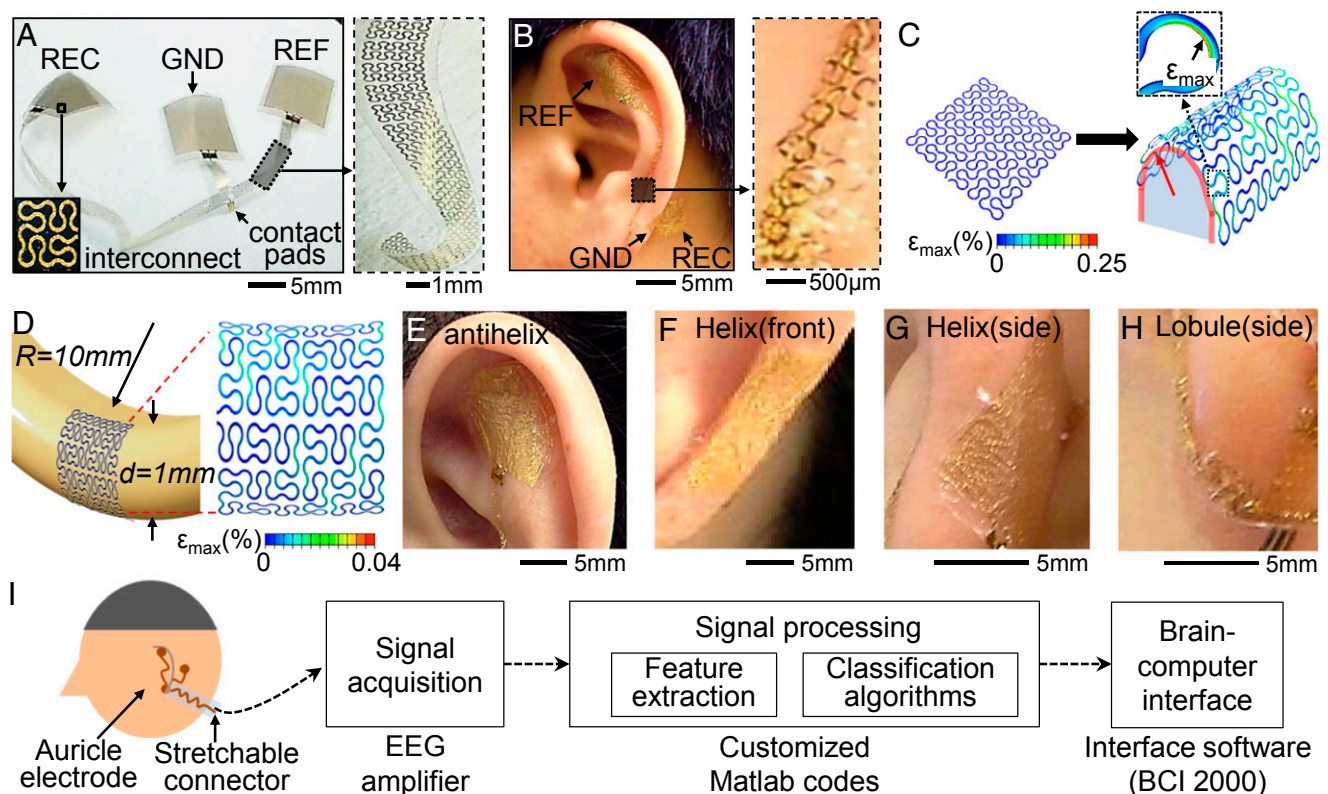 A
REC
GND
REF
interconnect
contact
pads
5mm
1mm
B
REF
GND
REC
5mm
500µm
C
εmax
εmax(%)
0
0.25
D
R=10mm
d=1mm
εmax(%)
0
0.04
E
antihelix
5mm
F
Helix(front)
5mm
G
Helix(side)
5mm
H
Lobule(side)
5mm
I
Auricle
electrode
Stretchable
connector
Signal
acquisition
EEG
amplifier
Signal processing
Feature
extraction
Classification
algorithms
Customized
Matlab codes
Brain-
computer
interface
Interface software
(BCI 2000)